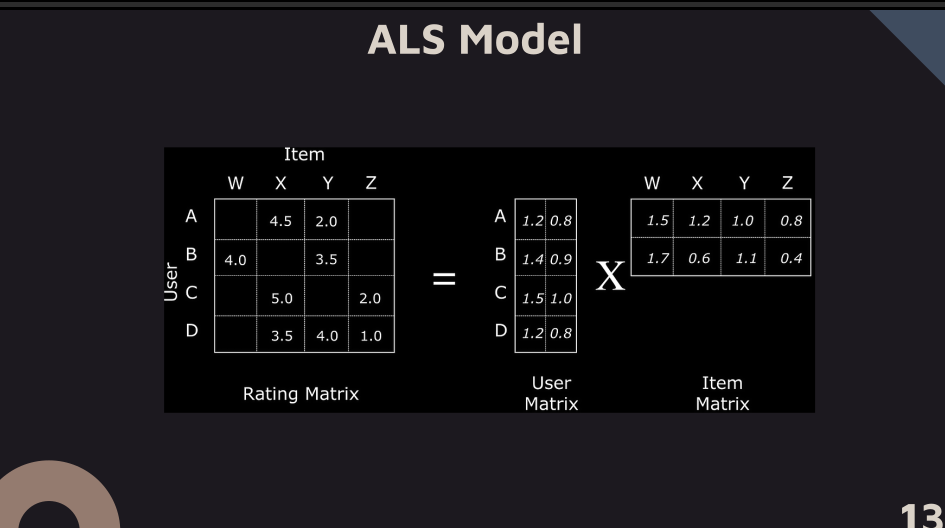 ALS Model
Item
W X Y Z
W X Y Z
A 4.5 2.0
A 1.2 0.8
1.5 1.2 1.0 0.8
B 4.0 3.5
B 1.4 0.9
1.7 0.6 1.1 0.4
User
=
X
C 5.0 2.0
C 1.5 1.0
D 3.5 4.0 1.0
D 1.2 0.8
Rating Matrix
User
Matrix
Item
Matrix
13